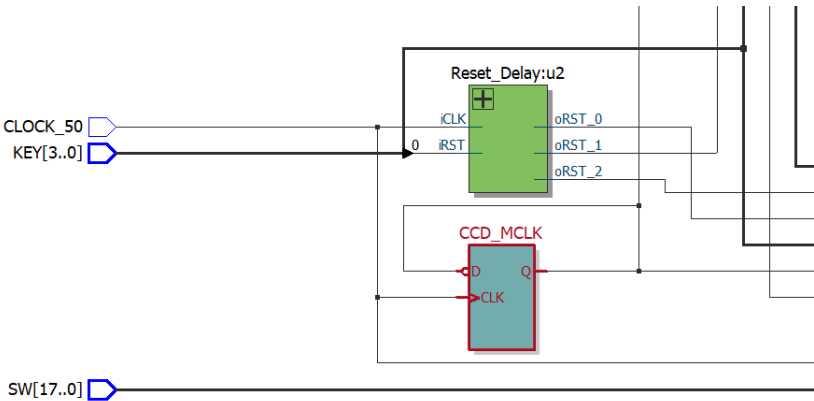 Reset_Delay:u2
CLOCK_50
iCLK
oRST_0
KEY[3..0]
0
iRST
oRST_1
oRST_2
CCD_MCLK
D
Q
CLK
SW[17..0]